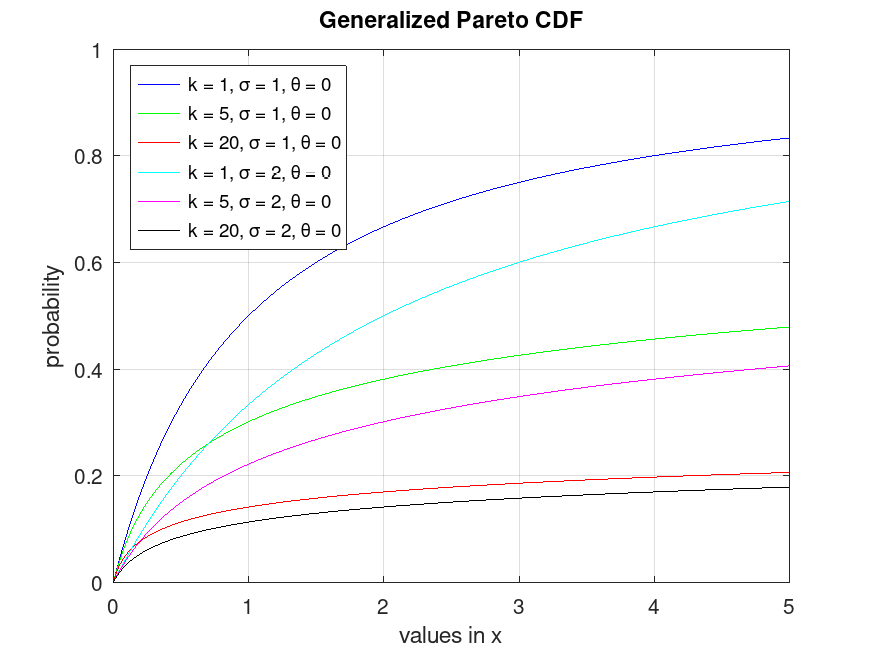 Generalized Pareto CDF
1
k = 1, σ = 1, θ = 0
k = 5, σ = 1, θ = 0
k = 20, σ = 1, θ = 0
k = 1, σ = 2, θ = 0
k = 5, σ = 2, θ = 0
k = 20, σ = 2, θ = 0
0.8
0.6
probability
0.4
0.2
0
0 1 2 3 4 5
values in x